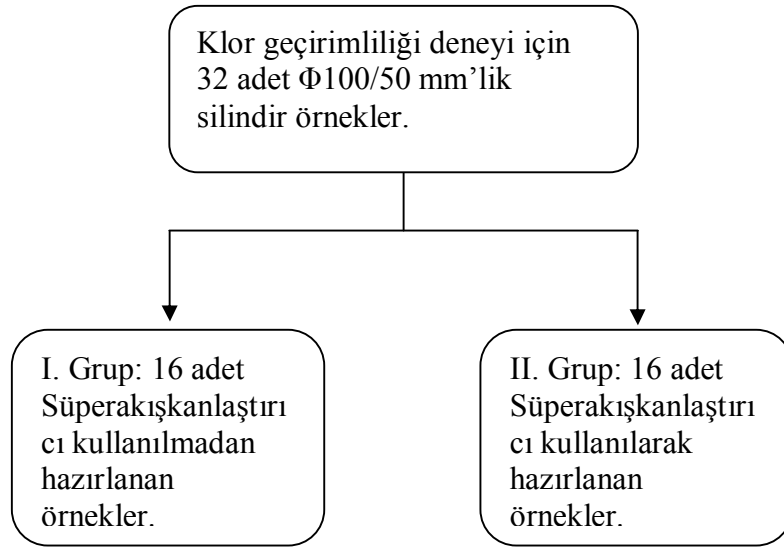 Klor geçirimliliği deneyi için
32 adet Φ100/50 mm’lik
silindir örnekler.
I. Grup: 16 adet
Süperakışkanlaştırı
cı kullanılmadan
hazırlanan
örnekler.
II. Grup: 16 adet
Süperakışkanlaştırı
cı kullanılarak
hazırlanan
örnekler.